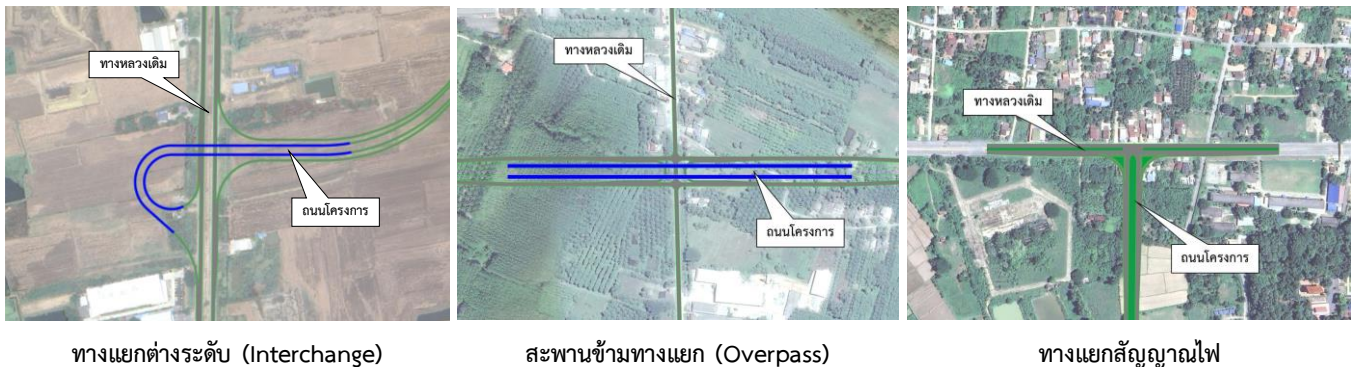 ทางหลวงเดิม
ถนนโครงการ
ทางแยกต่างระดับ (Interchange)
ทางหลวงเดิม
ถนนโครงการ
สะพานข้ามทางแยก (Overpass)
ทางหลวงเดิม
ถนนโครงการ
ทางแยกสัญญาณไฟ